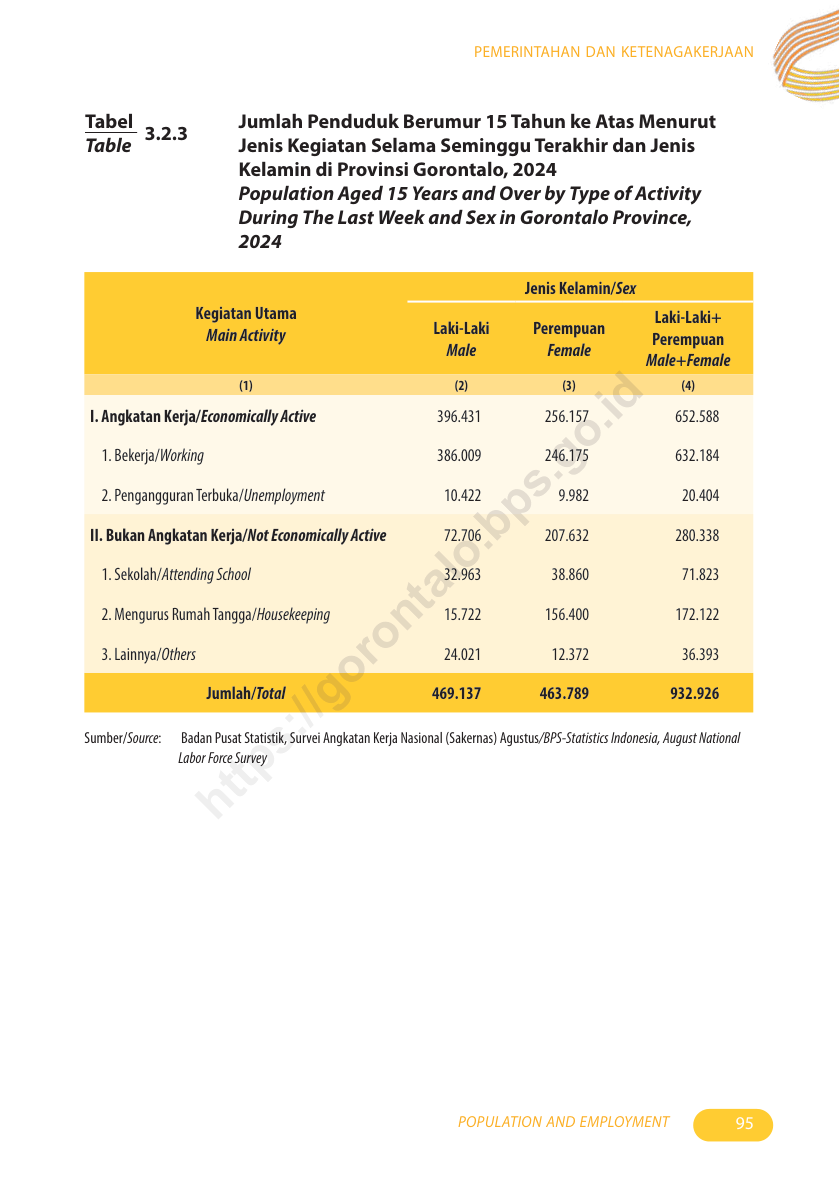 PEMERINTAHAN DAN KETENAGAKERJAAN
Tabel
Table
3.2.3
Jumlah Penduduk Berumur 15 Tahun ke Atas Menurut
Jenis Kegiatan Selama Seminggu Terakhir dan Jenis
Kelamin di Provinsi Gorontalo, 2024
Population Aged 15 Years and Over by Type of Activity
During The Last Week and Sex in Gorontalo Province,
2024
Kegiatan Utama
Main Activity
Jenis Kelamin/Sex
Laki-Laki
Male
Perempuan
Female
Laki-Laki+
Perempuan
Male+Female
(1) (2) (3) (4)
I. Angkatan Kerja/Economically Active 396.431 256.157 652.588
1. Bekerja/Working 386.009 246.175 632.184
2. Pengangguran Terbuka/Unemployment 10.422 9.982 20.404
II. Bukan Angkatan Kerja/Not Economically Active 72.706 207.632 280.338
1. Sekolah/Attending School 32.963 38.860 71.823
2. Mengurus Rumah Tangga/Housekeeping 15.722 156.400 172.122
3. Lainnya/Others 24.021 12.372 36.393
Jumlah/Total 469.137 463.789 932.926
Sumber/Source: Badan Pusat Statistik, Survei Angkatan Kerja Nasional (Sakernas) Agustus/BPS-Statistics Indonesia, August National
Labor Force Survey
https://gorontalo.bps.go.id
POPULATION AND EMPLOYMENT 95